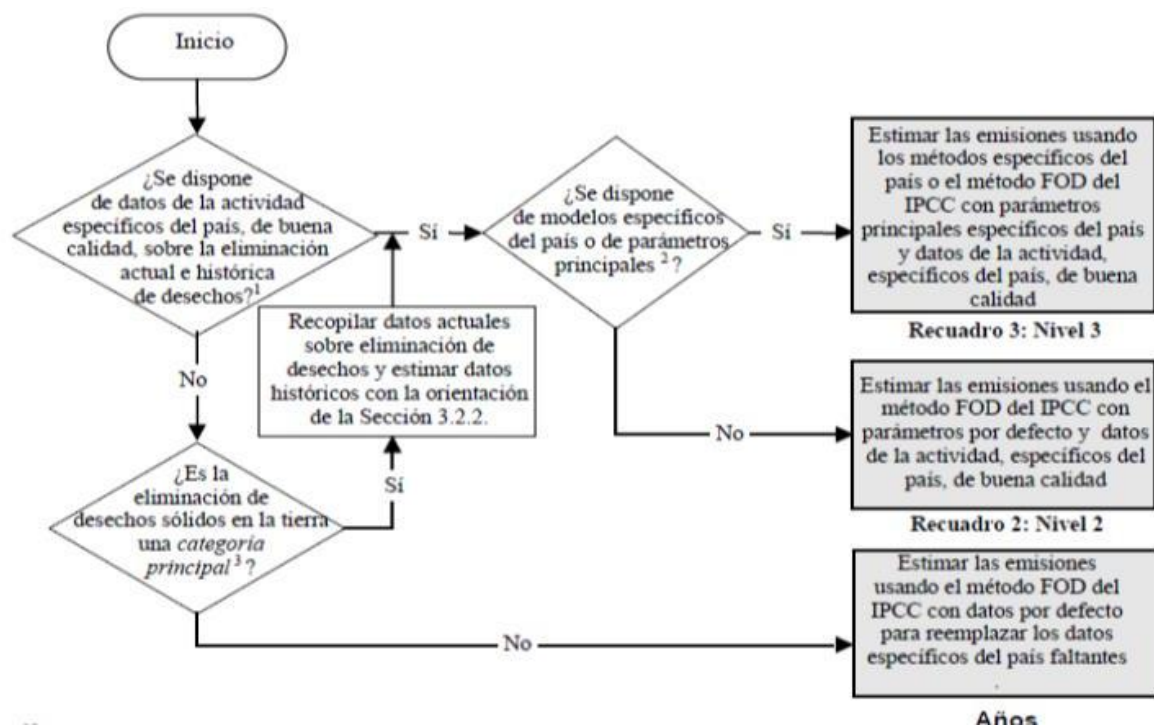 Inicio
¿Se dispone
de datos de la actividad
específicos del país, de buena
calidad, sobre la eliminación
actual e histórica
de desechos?¹
Sí
¿Se dispone
de modelos específicos
del país o de parámetros
principales ²?
Sí
Estimar las emisiones usando
los métodos específicos del
país o el método FOD del
IPCC con parámetros
principales específicos del país
y datos de la actividad,
específicos del país, de buena
calidad
Recuadro 3: Nivel 3
No
Recopilar datos actuales
sobre eliminación de
desechos y estimar datos
históricos con la orientación
de la Sección 3.2.2.
No
Estimar las emisiones usando el
método FOD del IPCC con
parámetros por defecto y datos
de la actividad, específicos del
país, de buena calidad
Recuadro 2: Nivel 2
¿Es la
eliminación de
desechos sólidos en la tierra
una categoría
principal ³?
Sí
No
Estimar las emisiones
usando el método FOD del
IPCC con datos por defecto
para reemplazar los datos
específicos del país faltantes
.
Años